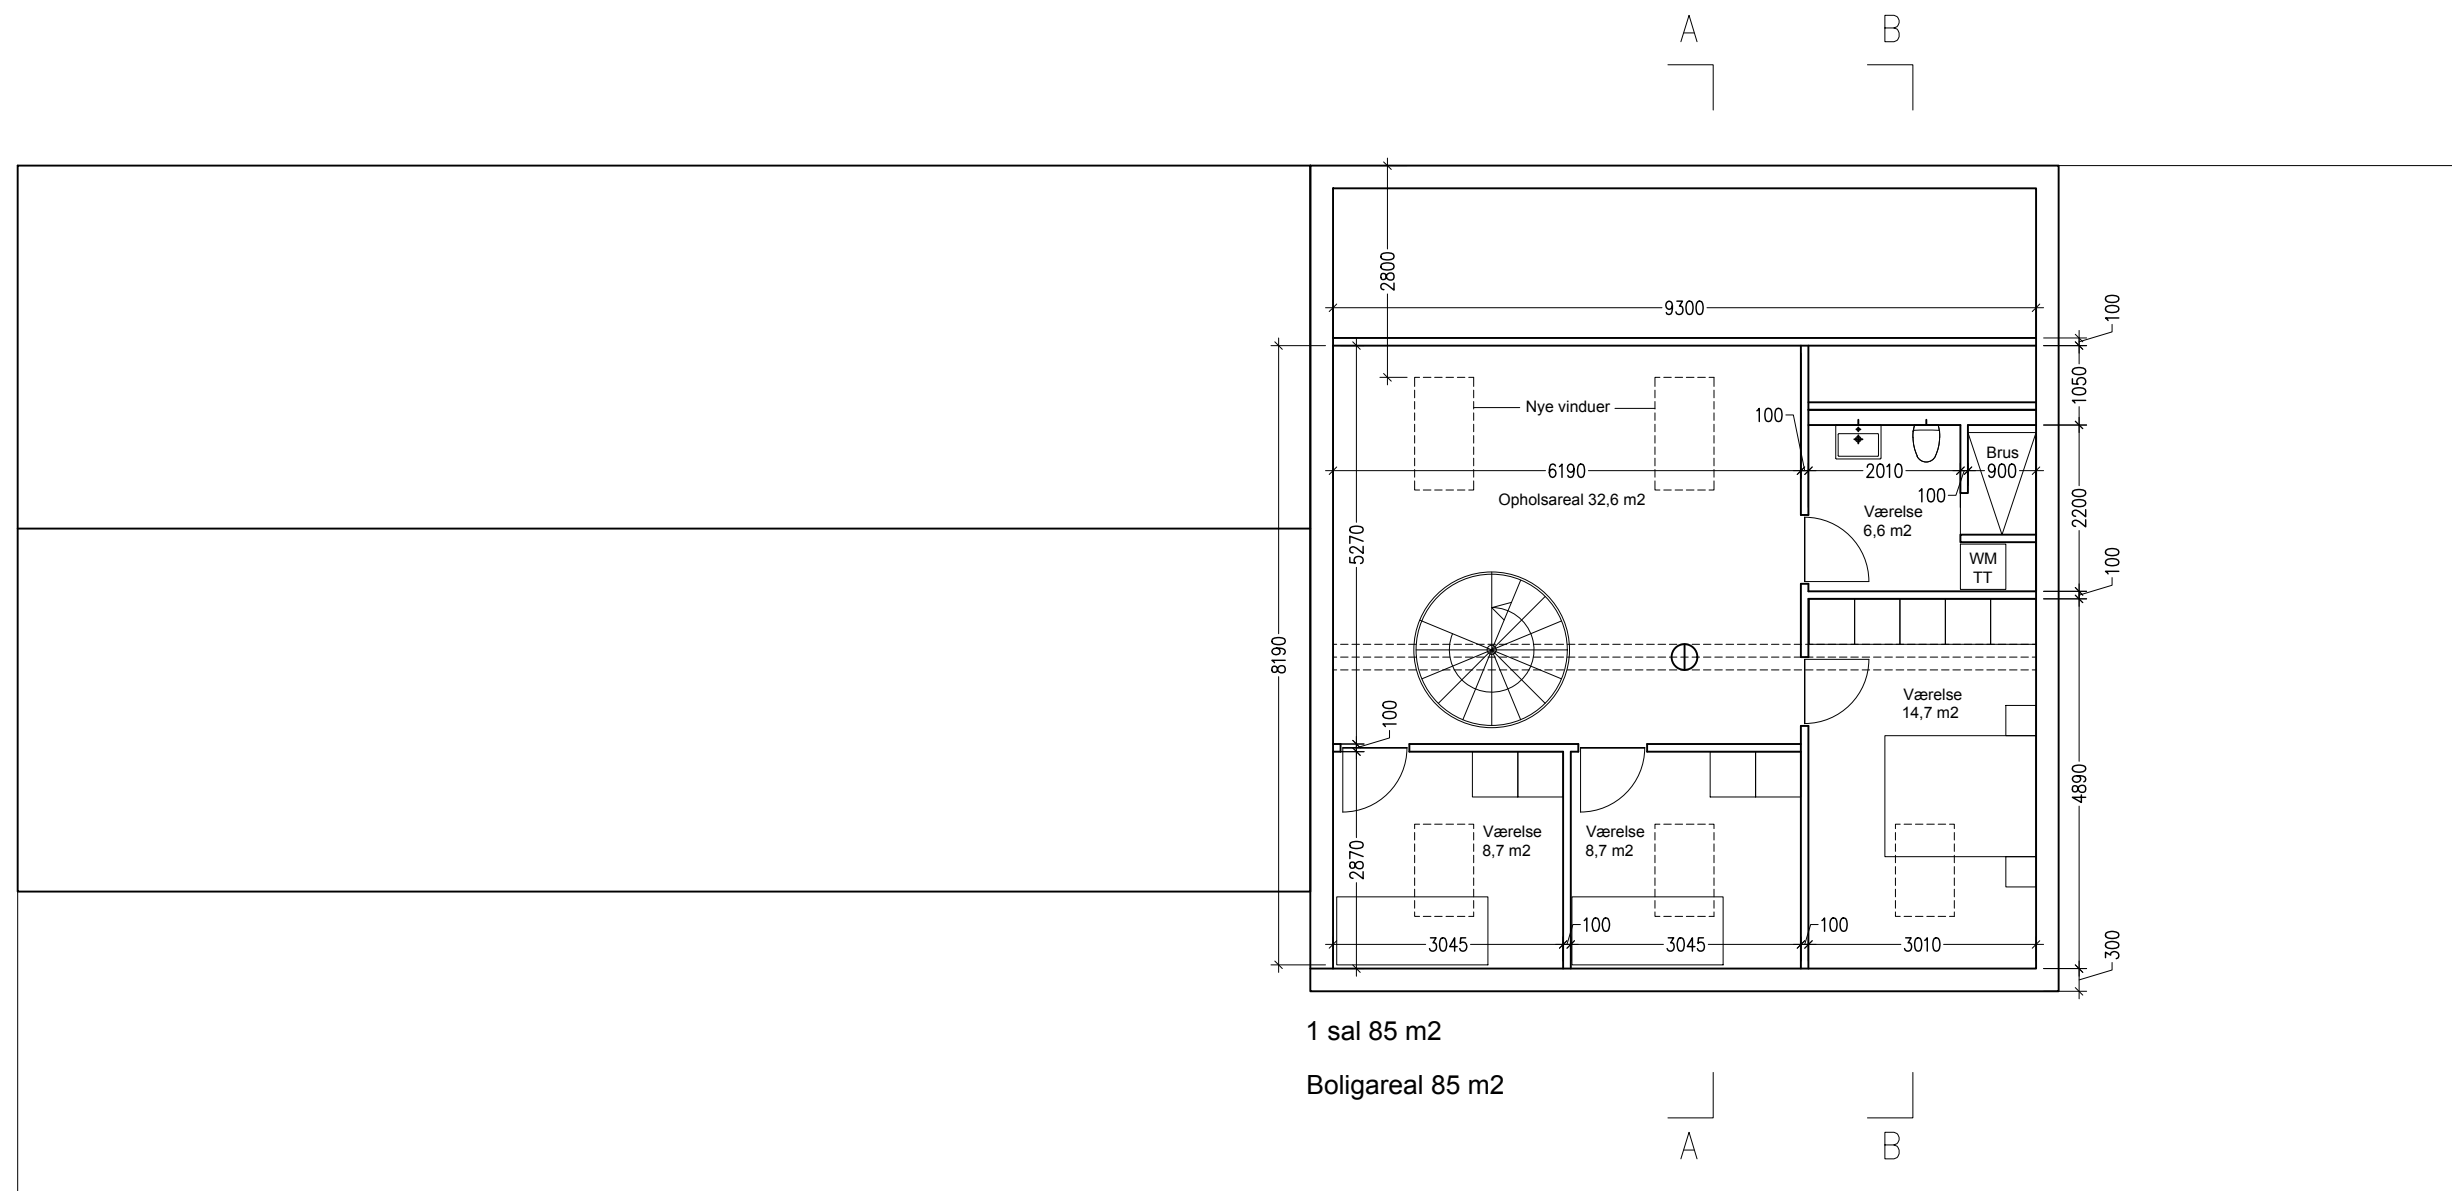 A
B
2800
9300
100
1050
Nye vinduer
100
6190
2010
Brus
900
100
Opholsareal 32,6 m2
Værelse
6,6 m2
2200
5270
WM
TT
100
8190
Værelse
14,7 m2
100
4890
Værelse
8,7 m2
Værelse
8,7 m2
2870
100
100
3045
3045
3010
300
1 sal 85 m2
Boligareal 85 m2
A
B